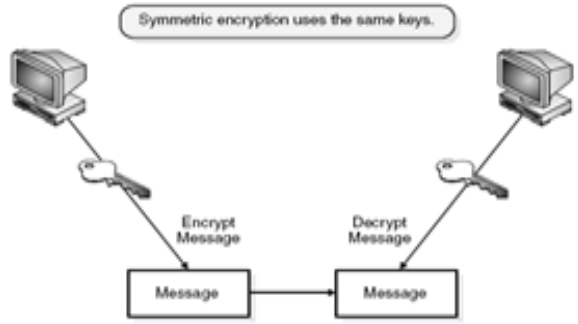 Symmetric encryption uses the same keys.
Encrypt
Message
Decrypt
Message
Message
Message